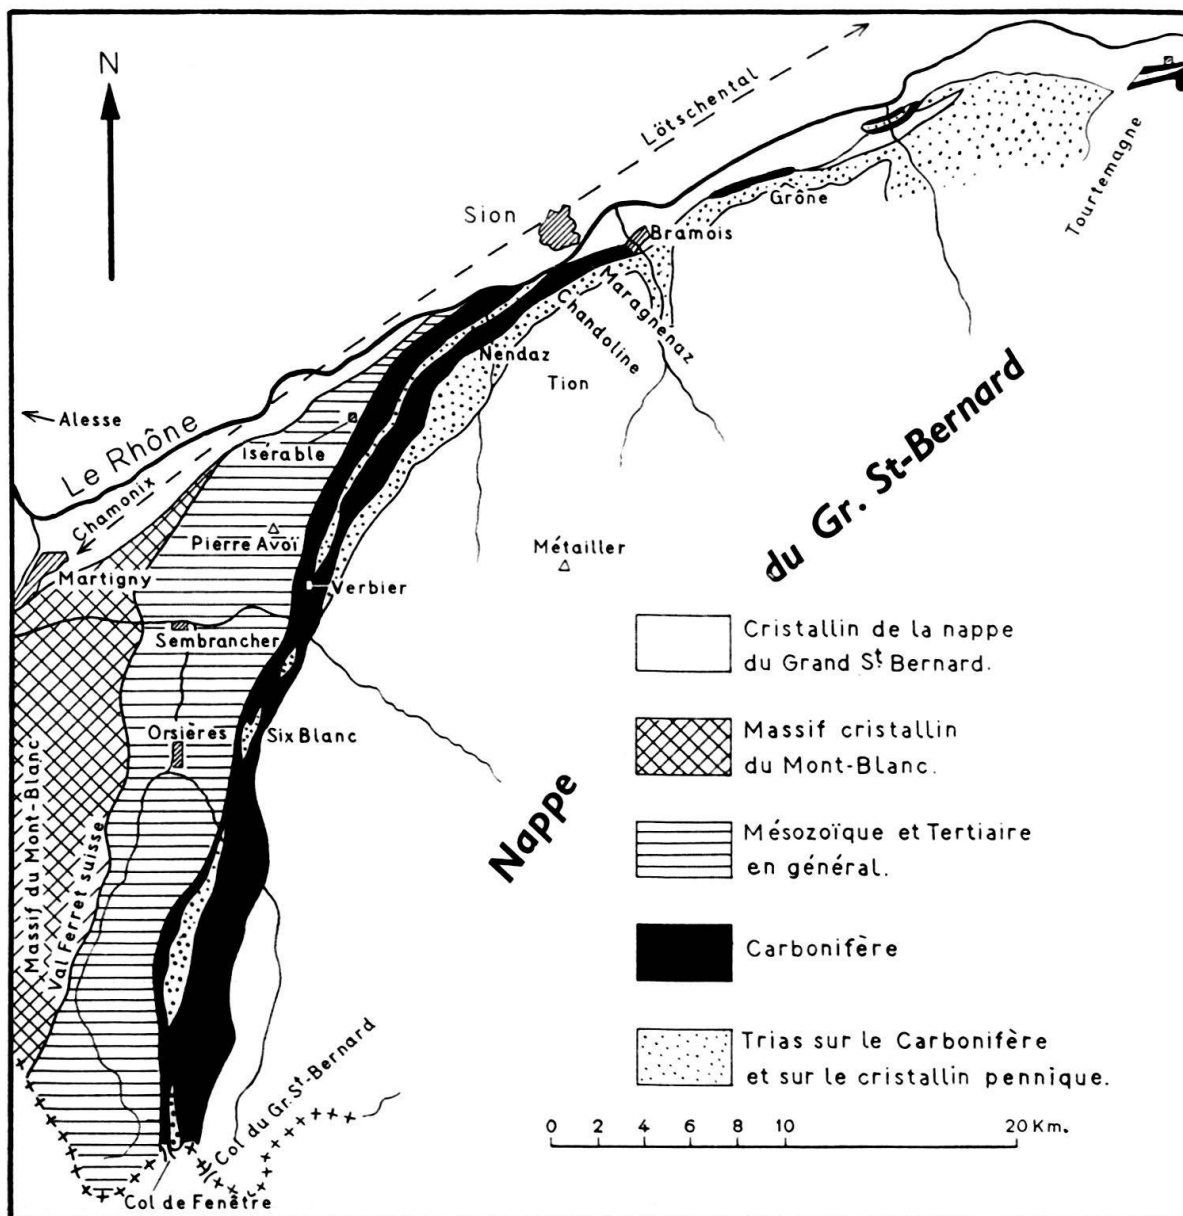 N
Lötschental
Tourtemagne
Grône
Sion
Bramois
Maragnenaz
Chandoline
Nendaz
Tion
Alesse
Le Rhône
Isérable
Chamonix
Pierre Avoï
Métailler
Martigny
Verbier
Sembrancher
Orsières
Six Blanc
Massif du Mont-Blanc
Val Ferret suisse
Nappe
du Gr. St-Bernard
Col du Gr. St-Bernard
Col de Fenêtre
Cristallin de la nappe
du Grand St Bernard.
Massif cristallin
du Mont-Blanc.
Mésozoïque et Tertiaire
en général.
Carbonifère
Trias sur le Carbonifère
et sur le cristallin pennique.
0 2 4 6 8 10 20 Km.